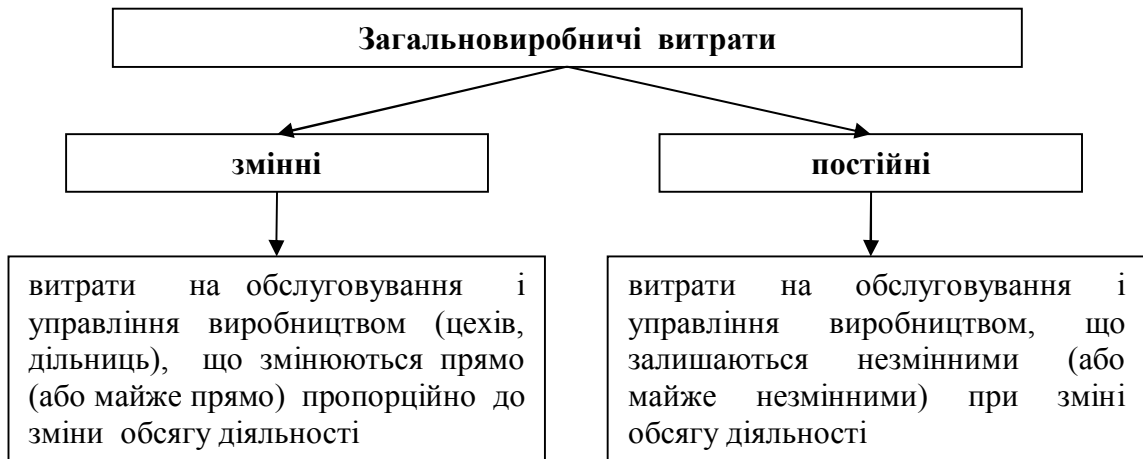 Загальновиробничі витрати
змінні
постійні
витрати на обслуговування і
управління виробництвом (цехів,
дільниць), що змінюються прямо
(або майже прямо) пропорційно до
зміни обсягу діяльності
витрати на обслуговування і
управління виробництвом, що
залишаються незмінними (або
майже незмінними) при зміні
обсягу діяльності